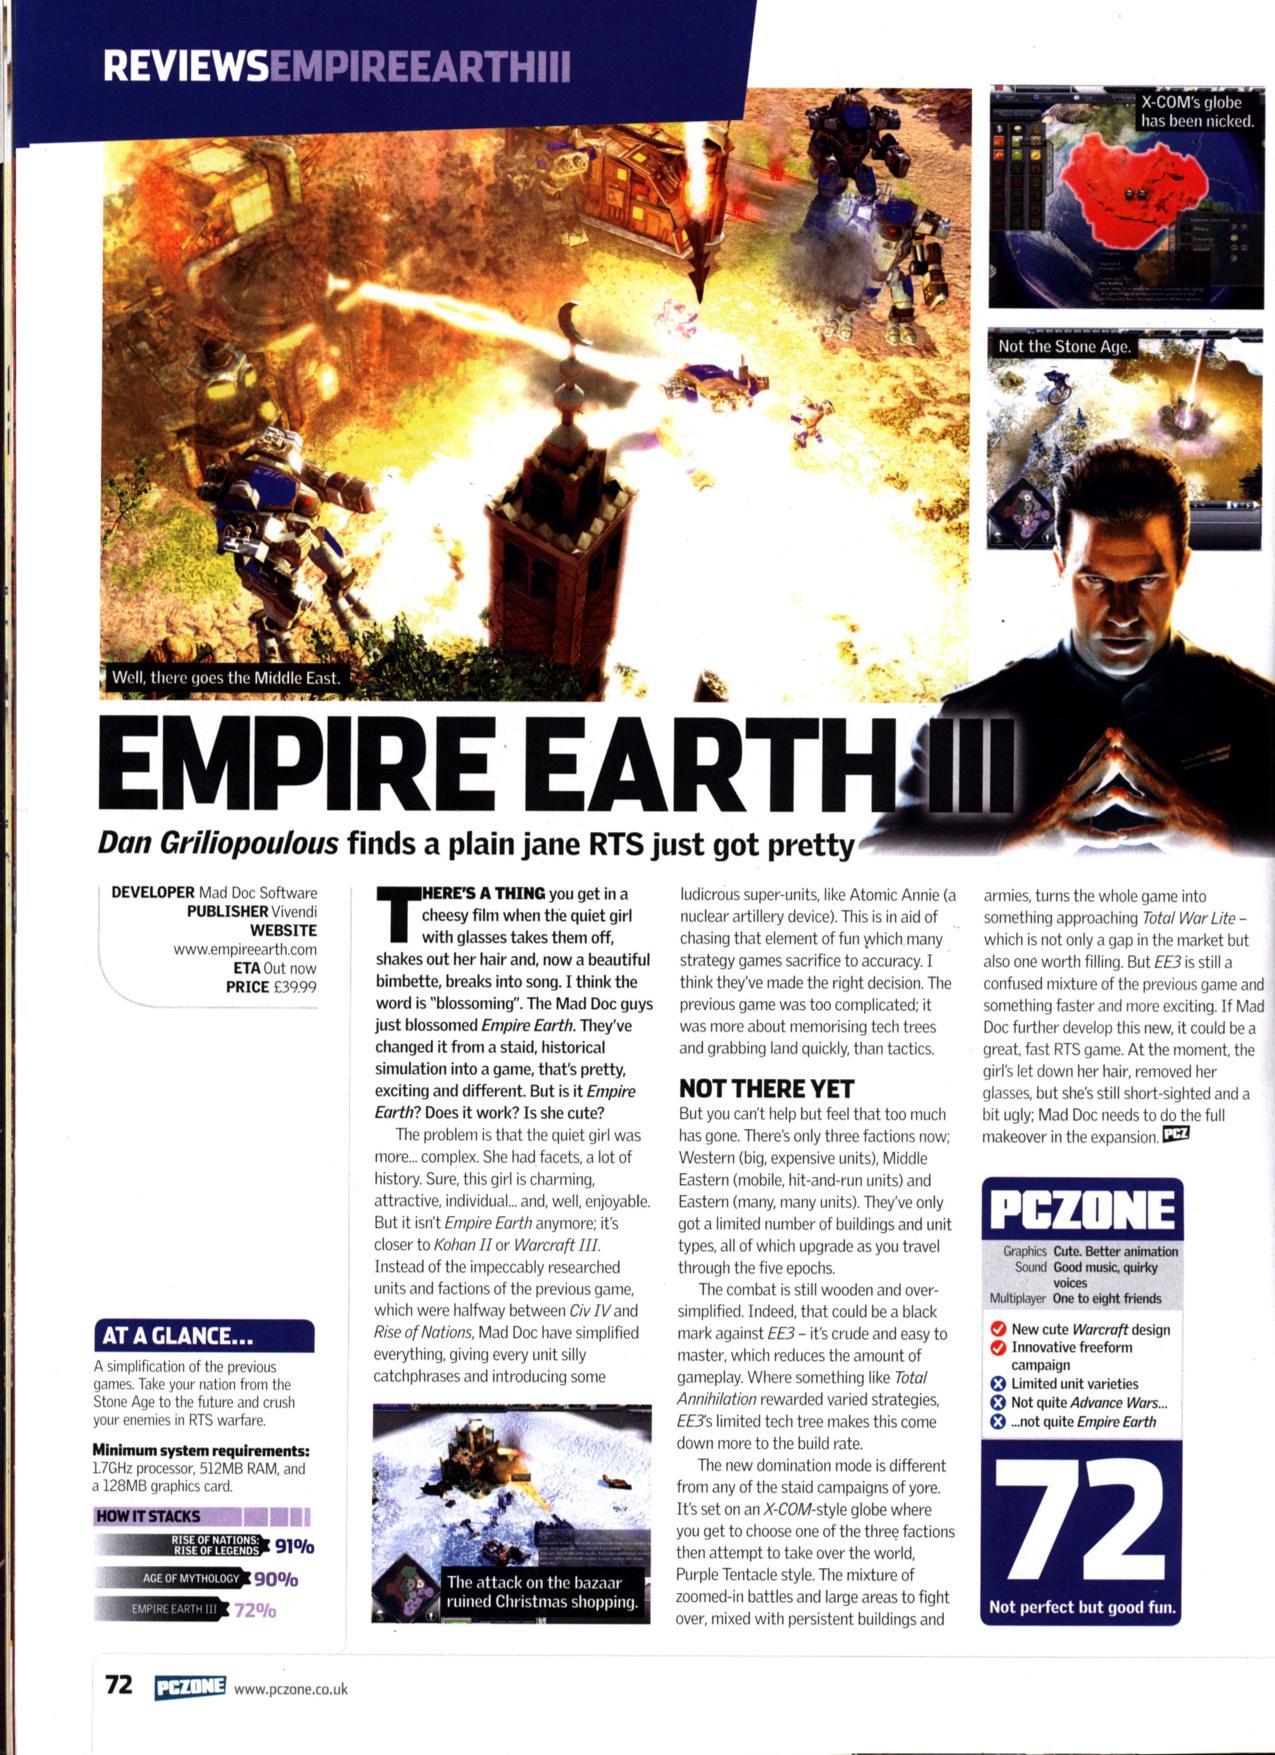 REVIEWSEMPIREEARTHIII
X-COM's globe
has been nicked.
Not the Stone Age.
Well, there goes the Middle East.
EMPIRE EARTH III
Dan Griliopoulous finds a plain jane RTS just got pretty
DEVELOPER Mad Doc Software
PUBLISHER Vivendi
WEBSITE
www.empireearth.com
ETA Out now
PRICE £39.99
AT A GLANCE...
A simplification of the previous
games. Take your nation from the
Stone Age to the future and crush
your enemies in RTS warfare.
Minimum system requirements:
1.7GHz processor, 512MB RAM, and
a 128MB graphics card.
HOW IT STACKS
RISE OF NATIONS:
RISE OF LEGENDS 91%
AGE OF MYTHOLOGY 90%
EMPIRE EARTH III 72%
THERE'S A THING you get in a
cheesy film when the quiet girl
with glasses takes them off,
shakes out her hair and, now a beautiful
bimbette, breaks into song. I think the
word is "blossoming". The Mad Doc guys
just blossomed Empire Earth. They've
changed it from a staid, historical
simulation into a game, that's pretty,
exciting and different. But is it Empire
Earth? Does it work? Is she cute?
The problem is that the quiet girl was
more... complex. She had facets, a lot of
history. Sure, this girl is charming,
attractive, individual... and, well, enjoyable.
But it isn't Empire Earth anymore; it's
closer to Kohan II or Warcraft III.
Instead of the impeccably researched
units and factions of the previous game,
which were halfway between Civ IV and
Rise of Nations, Mad Doc have simplified
everything, giving every unit silly
catchphrases and introducing some
The attack on the bazaar
ruined Christmas shopping.
ludicrous super-units, like Atomic Annie (a
nuclear artillery device). This is in aid of
chasing that element of fun which many
strategy games sacrifice to accuracy. I
think they've made the right decision. The
previous game was too complicated; it
was more about memorising tech trees
and grabbing land quickly, than tactics.
NOT THERE YET
But you can't help but feel that too much
has gone. There's only three factions now;
Western (big, expensive units), Middle
Eastern (mobile, hit-and-run units) and
Eastern (many, many units). They've only
got a limited number of buildings and unit
types, all of which upgrade as you travel
through the five epochs.
The combat is still wooden and over-
simplified. Indeed, that could be a black
mark against EE3 – it's crude and easy to
master, which reduces the amount of
gameplay. Where something like Total
Annihilation rewarded varied strategies,
EE3's limited tech tree makes this come
down more to the build rate.
The new domination mode is different
from any of the staid campaigns of yore.
It's set on an X-COM-style globe where
you get to choose one of the three factions
then attempt to take over the world,
Purple Tentacle style. The mixture of
zoomed-in battles and large areas to fight
over, mixed with persistent buildings and
armies, turns the whole game into
something approaching Total War Lite –
which is not only a gap in the market but
also one worth filling. But EE3 is still a
confused mixture of the previous game and
something faster and more exciting. If Mad
Doc further develop this new, it could be a
great, fast RTS game. At the moment, the
girl's let down her hair, removed her
glasses, but she's still short-sighted and a
bit ugly; Mad Doc needs to do the full
makeover in the expansion. PCZ
PCZONE
Graphics Cute. Better animation
Sound Good music, quirky
voices
Multiplayer One to eight friends
New cute Warcraft design
Innovative freeform
campaign
Limited unit varieties
Not quite Advance Wars...
...not quite Empire Earth
72
Not perfect but good fun.
72 PCZONE www.pczone.co.uk